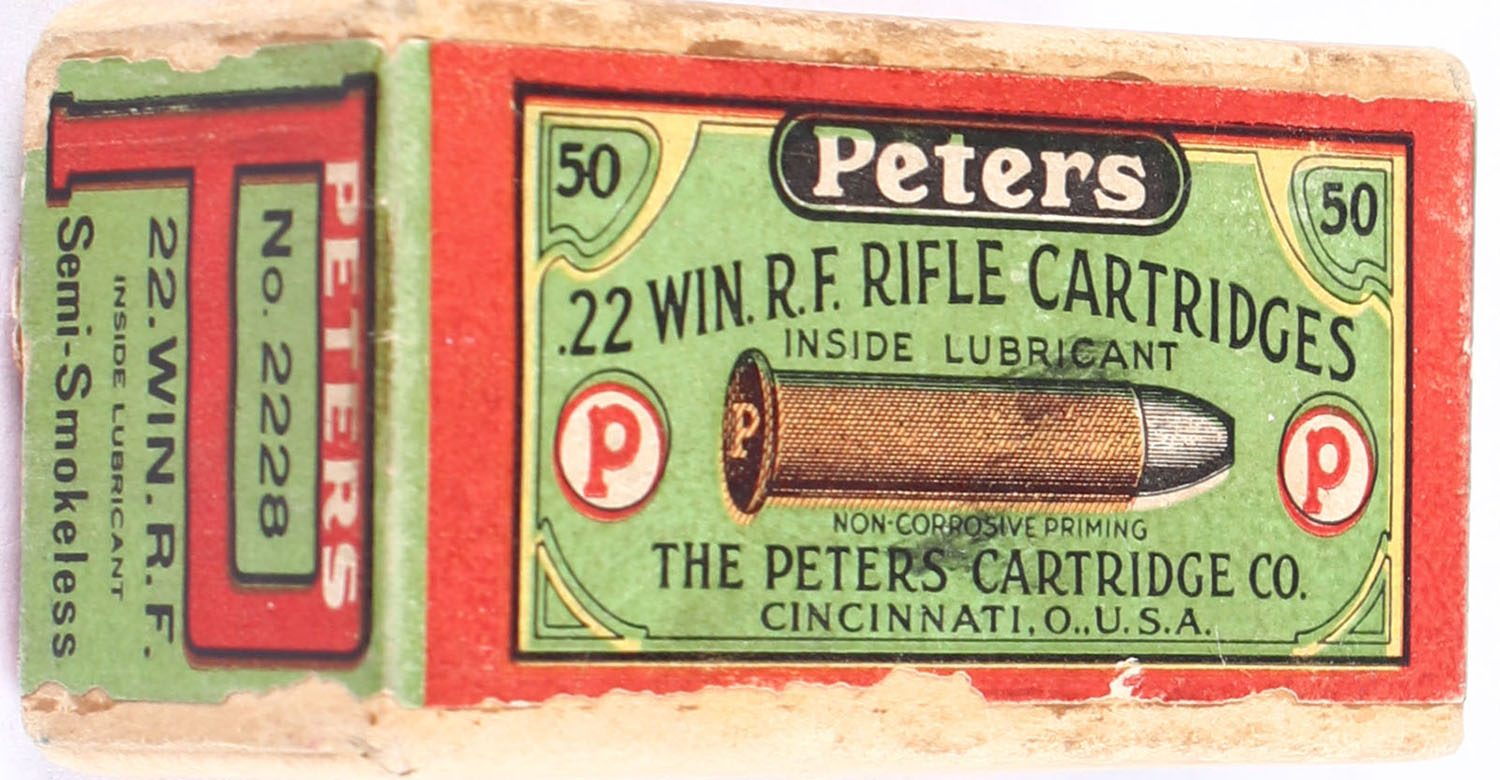 50
Peters
50
.22 WIN. R.F. RIFLE CARTRIDGES
INSIDE LUBRICANT
P
P
P
NON-CORROSIVE PRIMING
THE PETERS CARTRIDGE CO.
CINCINNATI, O., U.S.A.
PETERS
No. 2228
22. WIN. R. F.
INSIDE LUBRICANT
Semi-Smokeless